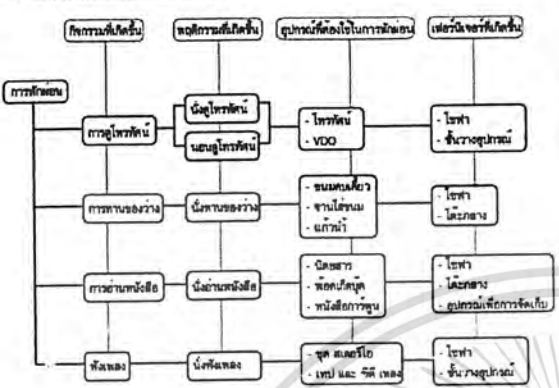 กิจกรรมที่เกิดขึ้น
พฤติกรรมที่เกิดขึ้น
อุปกรณ์ที่ต้องใช้ในการพักผ่อน
เฟอร์นิเจอร์ที่เกิดขึ้น
การพักผ่อน
การดูโทรทัศน์
นั่งดูโทรทัศน์
นอนดูโทรทัศน์
- โทรทัศน์
- VDO
- โซฟา
- ชั้นวางอุปกรณ์
การทานของว่าง
นั่งทานของว่าง
- ขนมคบเคี้ยว
- จานใส่ขนม
- แก้วน้ำ
- โซฟา
- โต๊ะกลาง
การอ่านหนังสือ
นั่งอ่านหนังสือ
- นิตยสาร
- พ๊อคเก็ตบุ๊ค
- หนังสือการ์ตูน
- โซฟา
- โต๊ะกลาง
- อุปกรณ์เพื่อการจัดเก็บ
ฟังเพลง
นั่งฟังเพลง
- ชุด สเตอริโอ
- เทป และ ซีดี เพลง
- โซฟา
- ชั้นวางอุปกรณ์